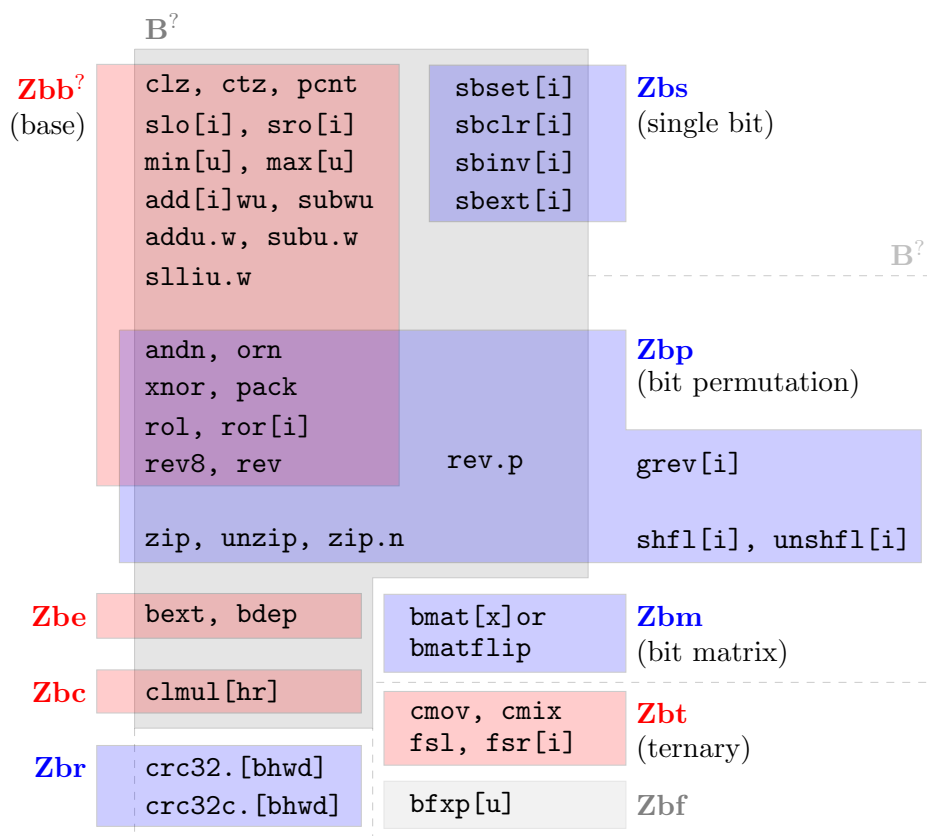 B?
Zbb?
(base)
clz, ctz, pcnt
slo[i], sro[i]
min[u], max[u]
add[i]wu, subwu
addu.w, subu.w
slliu.w
sbset[i]
sbclr[i]
sbinv[i]
sbext[i]
Zbs
(single bit)
B?
andn, orn
xnor, pack
rol, ror[i]
rev8, rev
rev.p
Zbp
(bit permutation)
grev[i]
zip, unzip, zip.n
shfl[i], unshfl[i]
Zbe
bext, bdep
bmat[x]or
bmatflip
Zbm
(bit matrix)
Zbc
clmul[hr]
cmov, cmix
fsl, fsr[i]
Zbt
(ternary)
Zbr
crc32.[bhwd]
crc32c.[bhwd]
bfxp[u]
Zbf